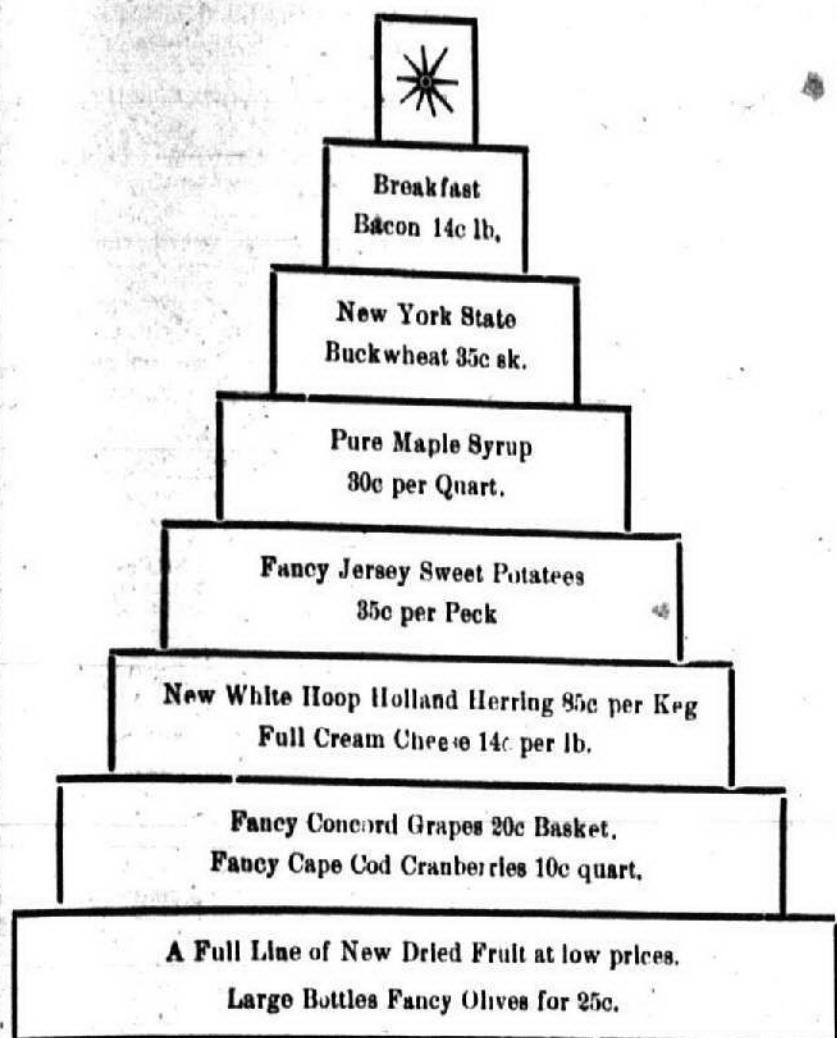 Breakfast
Bacon 14c lb.
New York State
Buckwheat 35c sk.
Pure Maple Syrup
30c per Quart.
Fancy Jersey Sweet Potatees
35c per Peck
New White Hoop Holland Herring 85c per Keg
Full Cream Cheese 14c per lb.
Fancy Concord Grapes 20c Basket.
Fancy Cape Cod Cranberries 10c quart.
A Full Line of New Dried Fruit at low prices.
Large Bottles Fancy Olives for 25c.